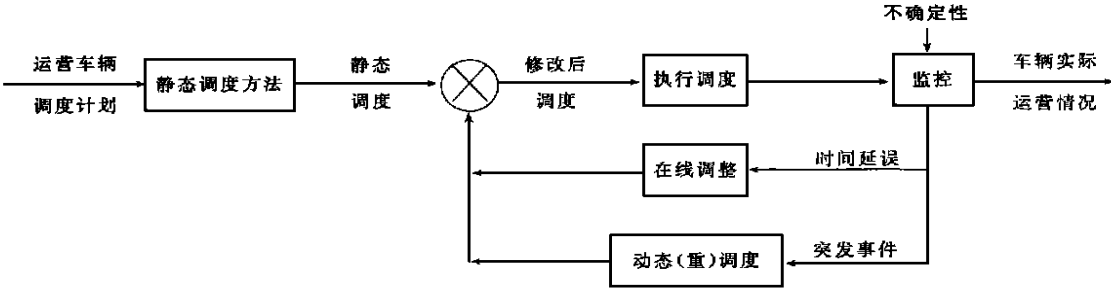 不确定性
运营车辆
调度计划
静态调度方法
静态
调度
修改后
调度
执行调度
监控
车辆实际
运营情况
在线调整
时间延误
动态(重)调度
突发事件